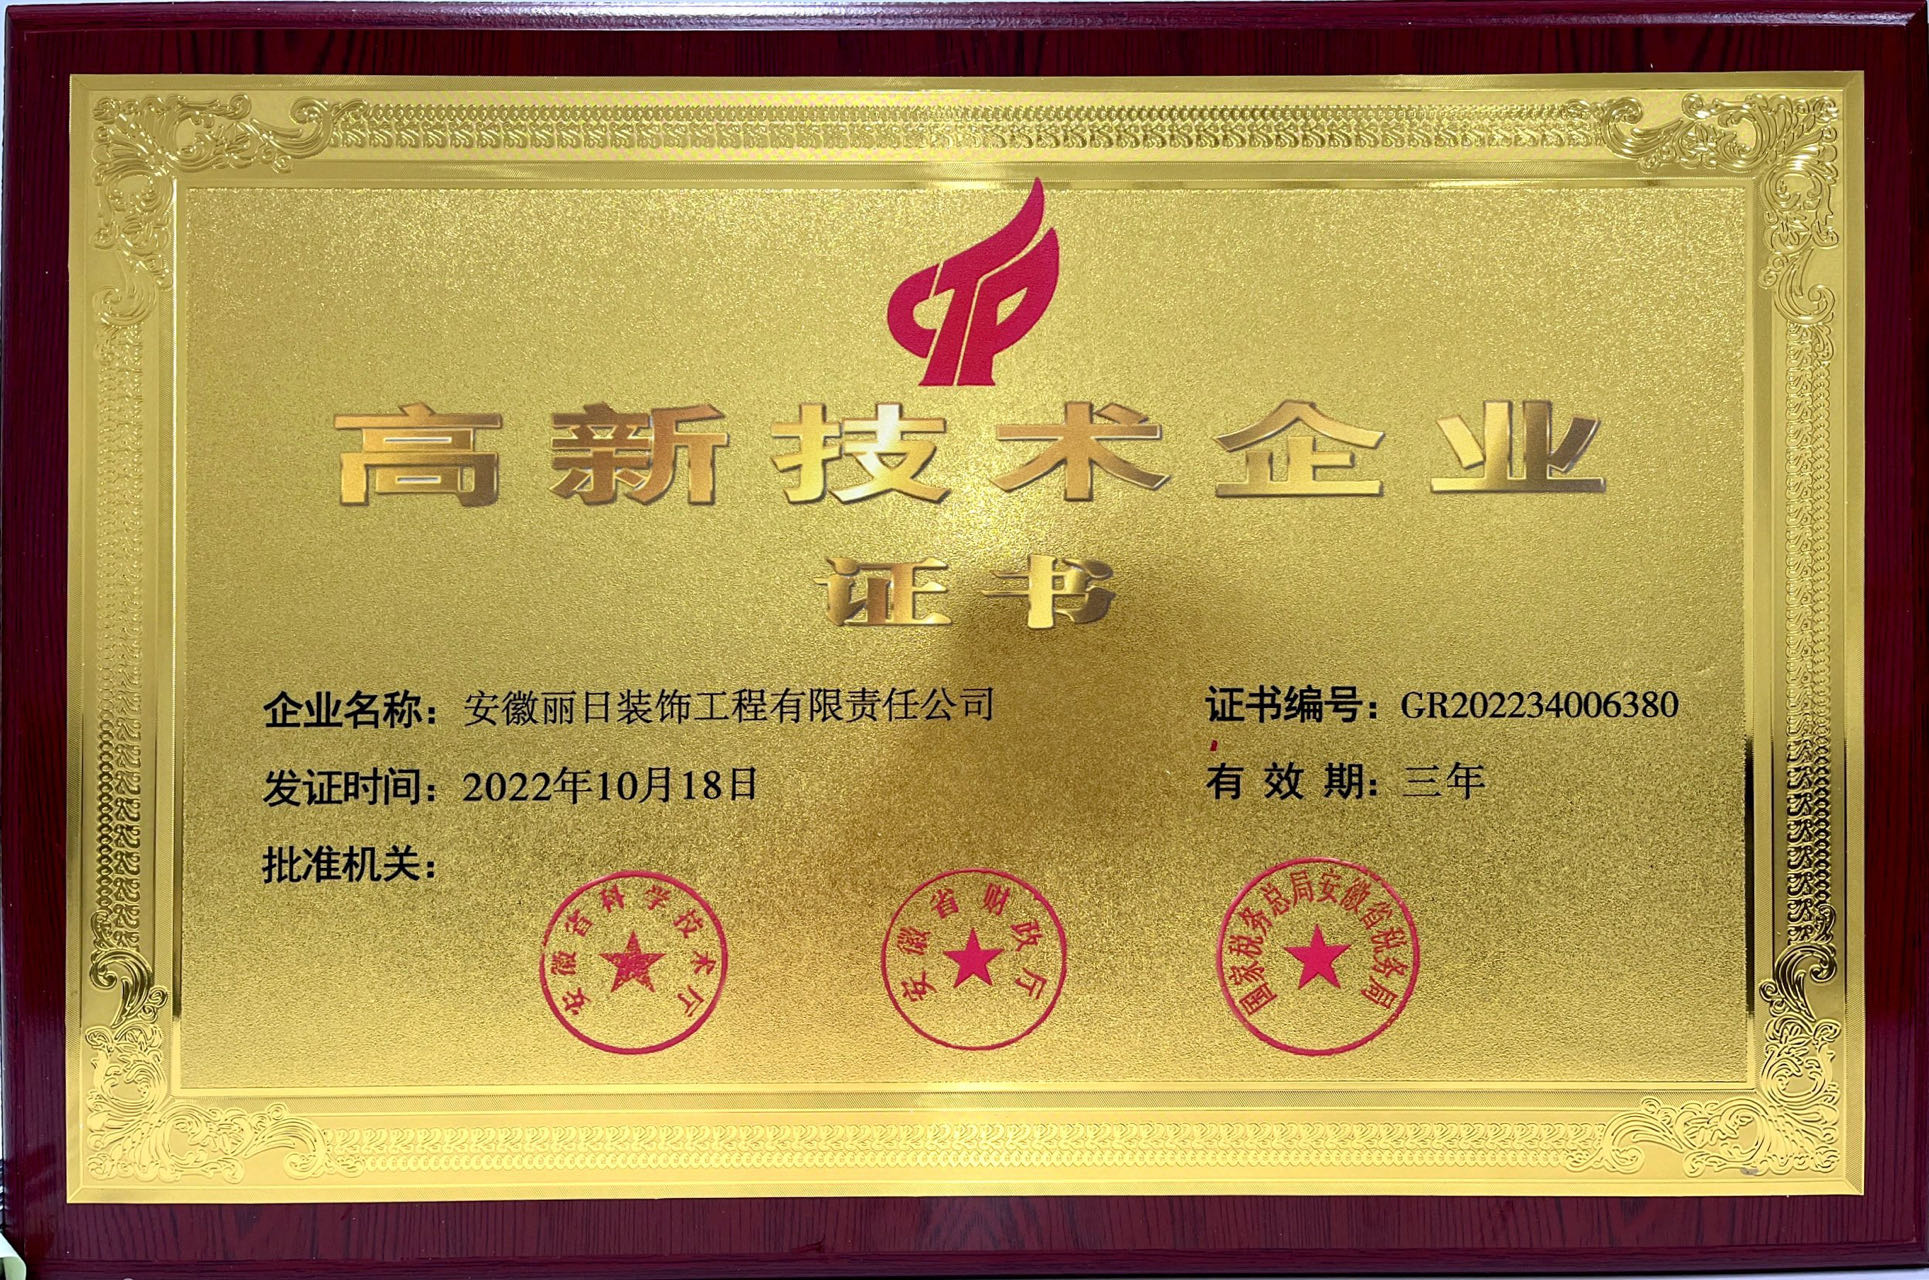 高新技术企业
证书
企业名称：安徽丽日装饰工程有限责任公司
证书编号：GR202234006380
发证时间：2022年10月18日
有效期：三年
批准机关：
安徽省科学技术厅
安徽省财政厅
国家税务总局安徽省税务局